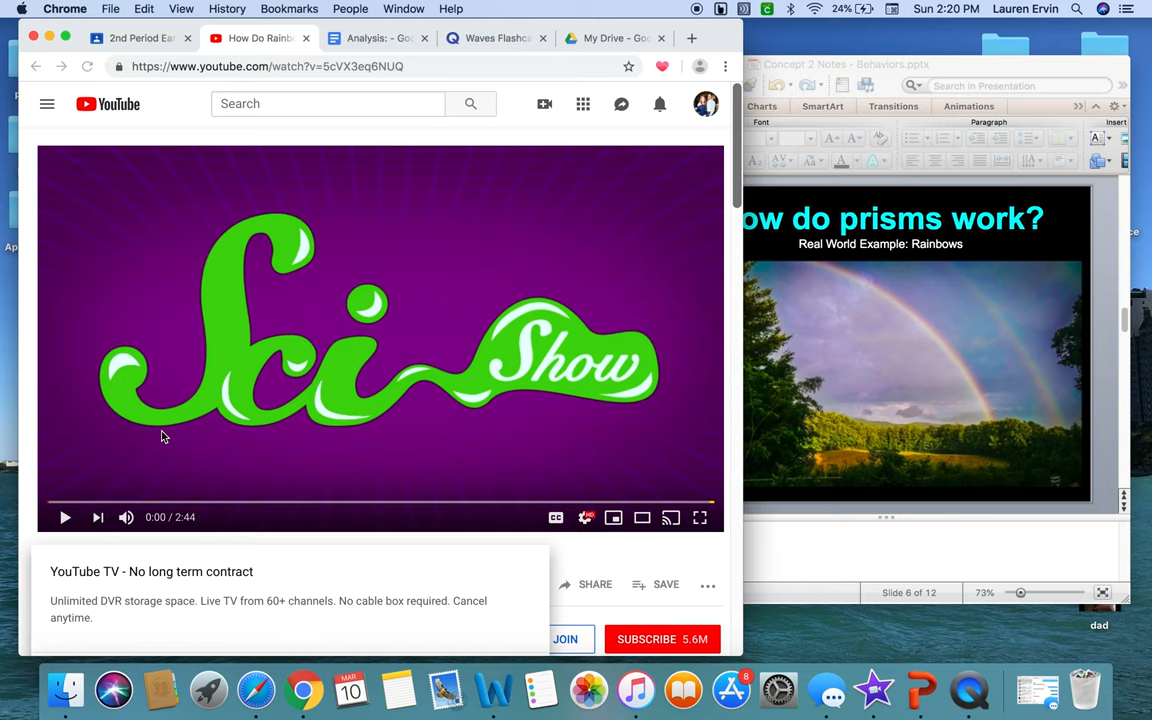 Chrome File Edit View History Bookmarks People Window Help 24% Sun 2:20 PM Lauren Ervin
2nd Period Ear
How Do Rainb
Analysis: - Goo
Waves Flashca
My Drive - Goo
https://www.youtube.com/watch?v=5cVX3eq6NUQ
YouTube
Search
Sci Show
0:00 / 2:44
CC
HD
YouTube TV - No long term contract
Unlimited DVR storage space. Live TV from 60+ channels. No cable box required. Cancel
anytime.
SHARE
SAVE
JOIN
SUBSCRIBE 5.6M
Concept 2 Notes - Behaviors.pptx
Search in Presentation
Charts SmartArt Transitions Animations
Font Paragraph Insert
ow do prisms work?
Real World Example: Rainbows
Slide 6 of 12
73%
dad
MAR
10
8